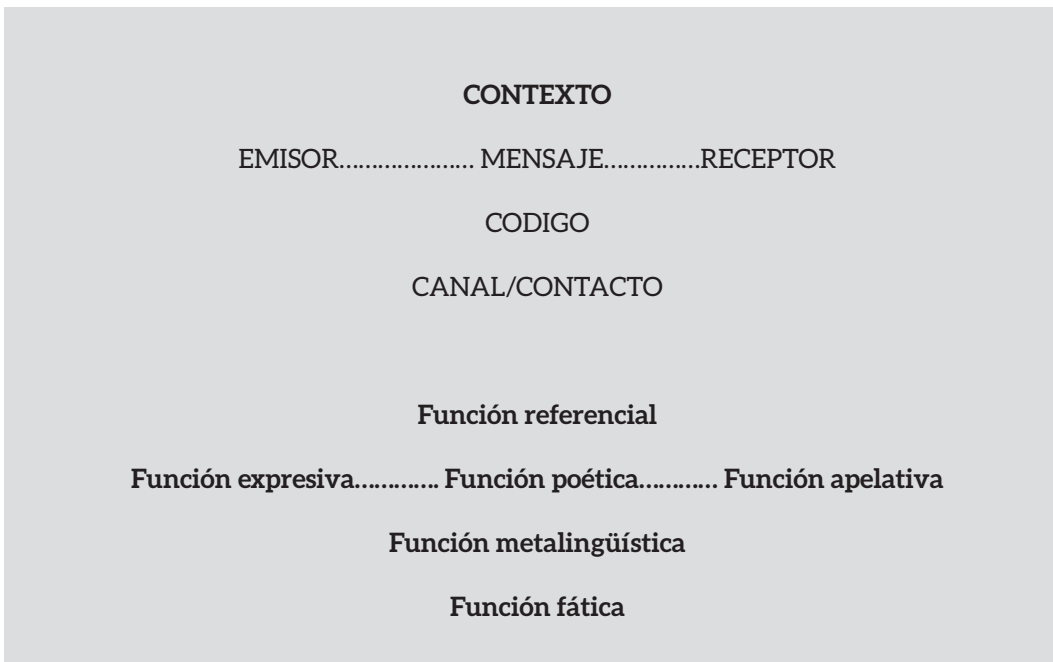 CONTEXTO
EMISOR………………… MENSAJE……………RECEPTOR
CODIGO
CANAL/CONTACTO
Función referencial
Función expresiva…………. Función poética………… Función apelativa
Función metalingüística
Función fática